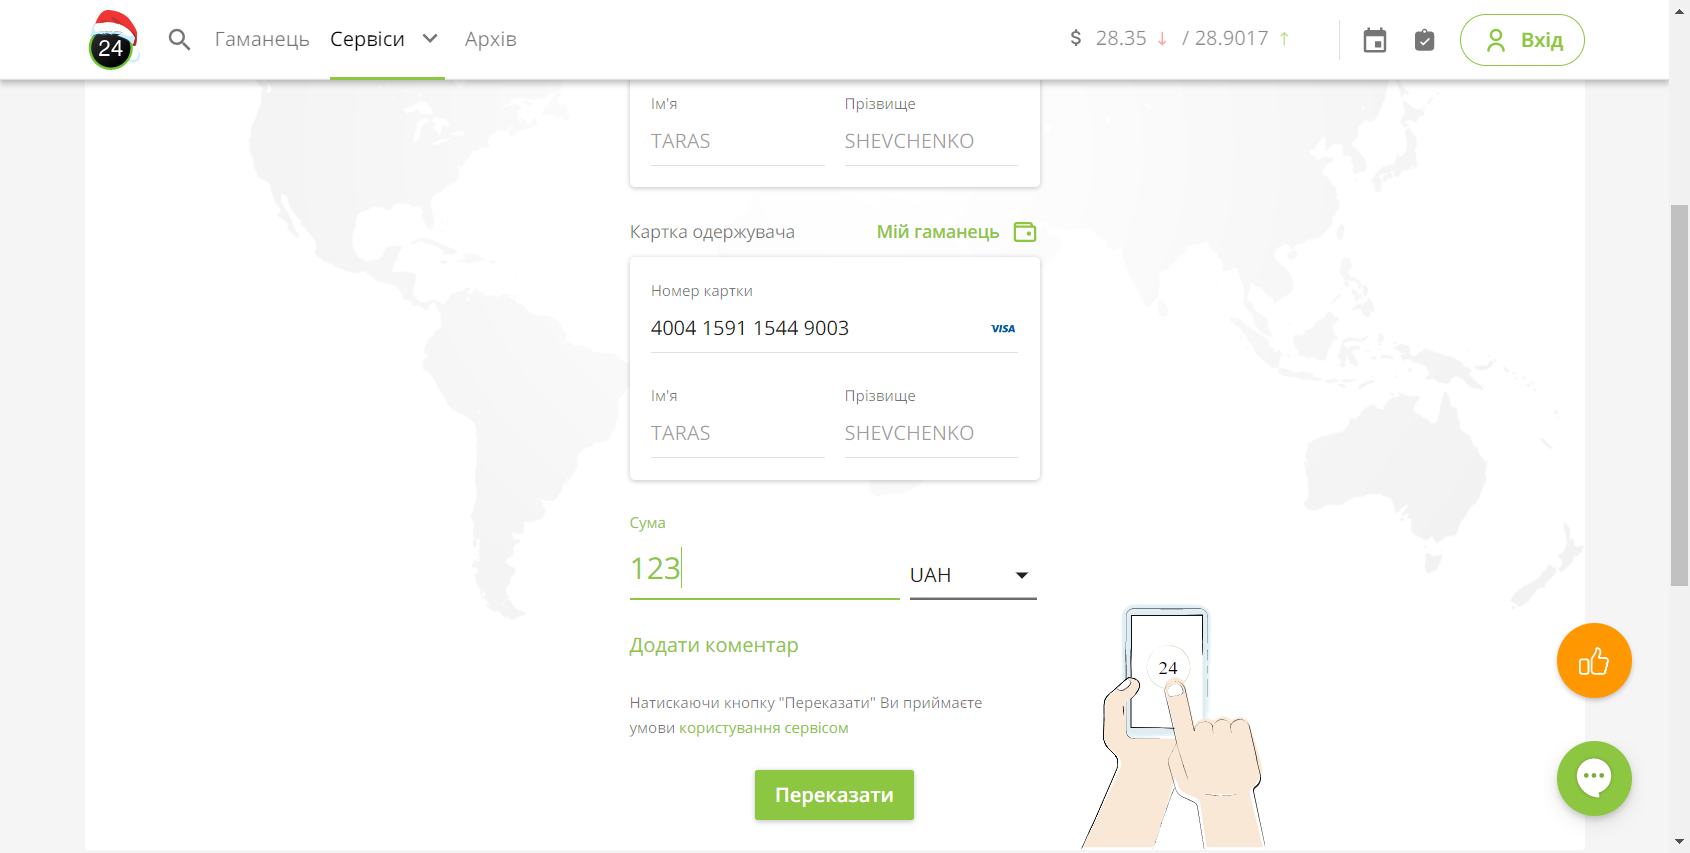 24 Гаманець Сервіси Архів $ 28.35 ↓ / 28.9017 ↑ Вхід
Ім'я Прізвище
TARAS SHEVCHENKO
Картка одержувача Мій гаманець
Номер картки
4004 1591 1544 9003 VISA
Ім'я Прізвище
TARAS SHEVCHENKO
Сума
123 UAH
Додати коментар
24
Натискаючи кнопку "Переказати" Ви приймаєте
умови користування сервісом
Переказати